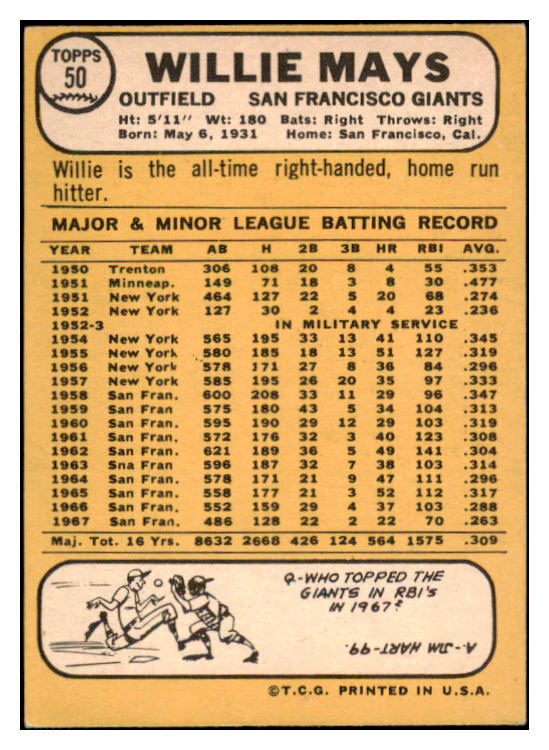 TOPPS
50
WILLIE MAYS
OUTFIELD SAN FRANCISCO GIANTS
Ht: 5'11" Wt: 180 Bats: Right Throws: Right
Born: May 6, 1931 Home: San Francisco, Cal.
Willie is the all-time right-handed, home run
hitter.
MAJOR & MINOR LEAGUE BATTING RECORD
YEAR TEAM AB H 2B 3B HR RBI AVG.
1950 Trenton 306 108 20 8 4 55 .353
1951 Minneap. 149 71 18 3 8 30 .477
1951 New York 464 127 22 5 20 68 .274
1952 New York 127 30 2 4 4 23 .236
1952-3 IN MILITARY SERVICE
1954 New York 565 195 33 13 41 110 .345
1955 New York 580 185 18 13 51 127 .319
1956 New York 578 171 27 8 36 84 .296
1957 New York 585 195 26 20 35 97 .333
1958 San Fran. 600 208 33 11 29 96 .347
1959 San Fran. 575 180 43 5 34 104 .313
1960 San Fran. 595 190 29 12 29 103 .319
1961 San Fran. 572 176 32 3 40 123 .308
1962 San Fran. 621 189 36 5 49 141 .304
1963 Sna Fran 596 187 32 7 38 103 .314
1964 San Fran. 578 171 21 9 47 111 .296
1965 San Fran. 558 177 21 3 52 112 .317
1966 San Fran. 552 159 29 4 37 103 .288
1967 San Fran. 486 128 22 2 22 70 .263
Maj. Tot. 16 Yrs. 8632 2668 426 124 564 1575 .309
Q-WHO TOPPED THE
GIANTS IN RBI'S
IN 1967?
A.-JIM HART-99.
©T.C.G. PRINTED IN U.S.A.